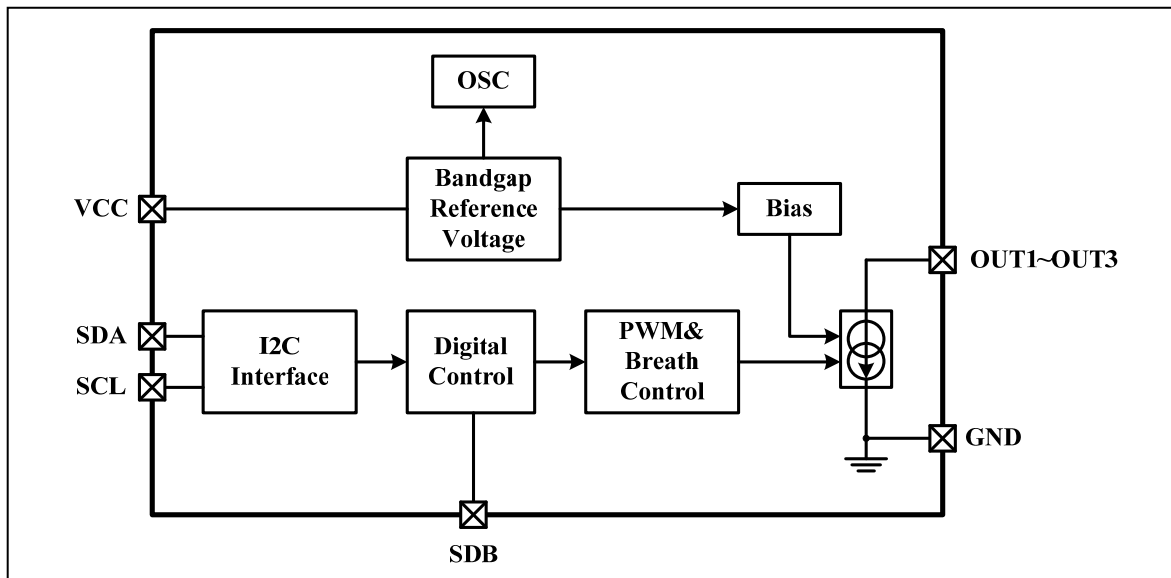 OSC
VCC
Bandgap
Reference
Voltage
Bias
OUT1~OUT3
SDA
SCL
I2C
Interface
Digital
Control
PWM&
Breath
Control
GND
SDB